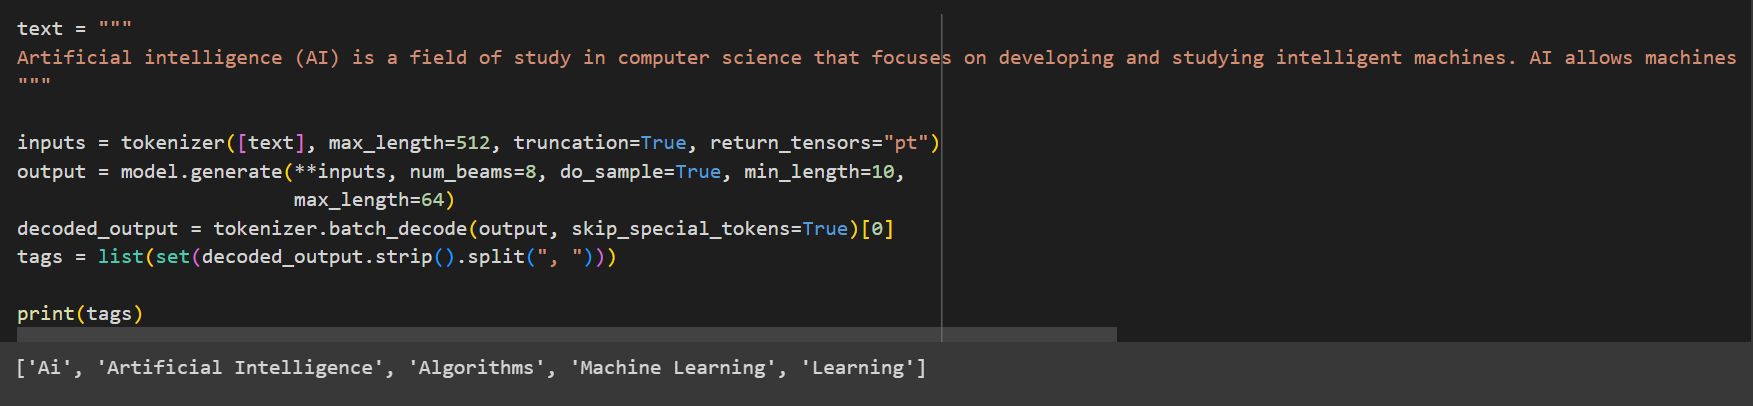 text = """
Artificial intelligence (AI) is a field of study in computer science that focuses on developing and studying intelligent machines. AI allows machines
"""
inputs = tokenizer([text], max_length=512, truncation=True, return_tensors="pt")
output = model.generate(**inputs, num_beams=8, do_sample=True, min_length=10,
                        max_length=64)
decoded_output = tokenizer.batch_decode(output, skip_special_tokens=True)[0]
tags = list(set(decoded_output.strip().split(", ")))
print(tags)
['Ai', 'Artificial Intelligence', 'Algorithms', 'Machine Learning', 'Learning']